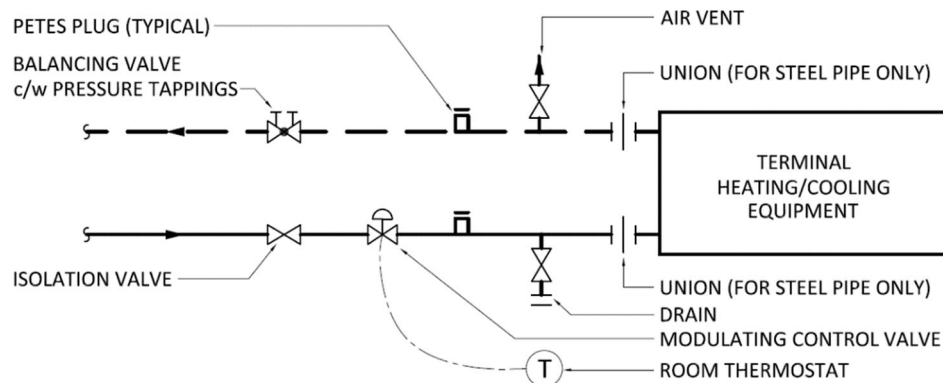 PETES PLUG (TYPICAL)
BALANCING VALVE
c/w PRESSURE TAPPINGS
AIR VENT
UNION (FOR STEEL PIPE ONLY)
TERMINAL
HEATING/COOLING
EQUIPMENT
ISOLATION VALVE
UNION (FOR STEEL PIPE ONLY)
DRAIN
MODULATING CONTROL VALVE
T
ROOM THERMOSTAT